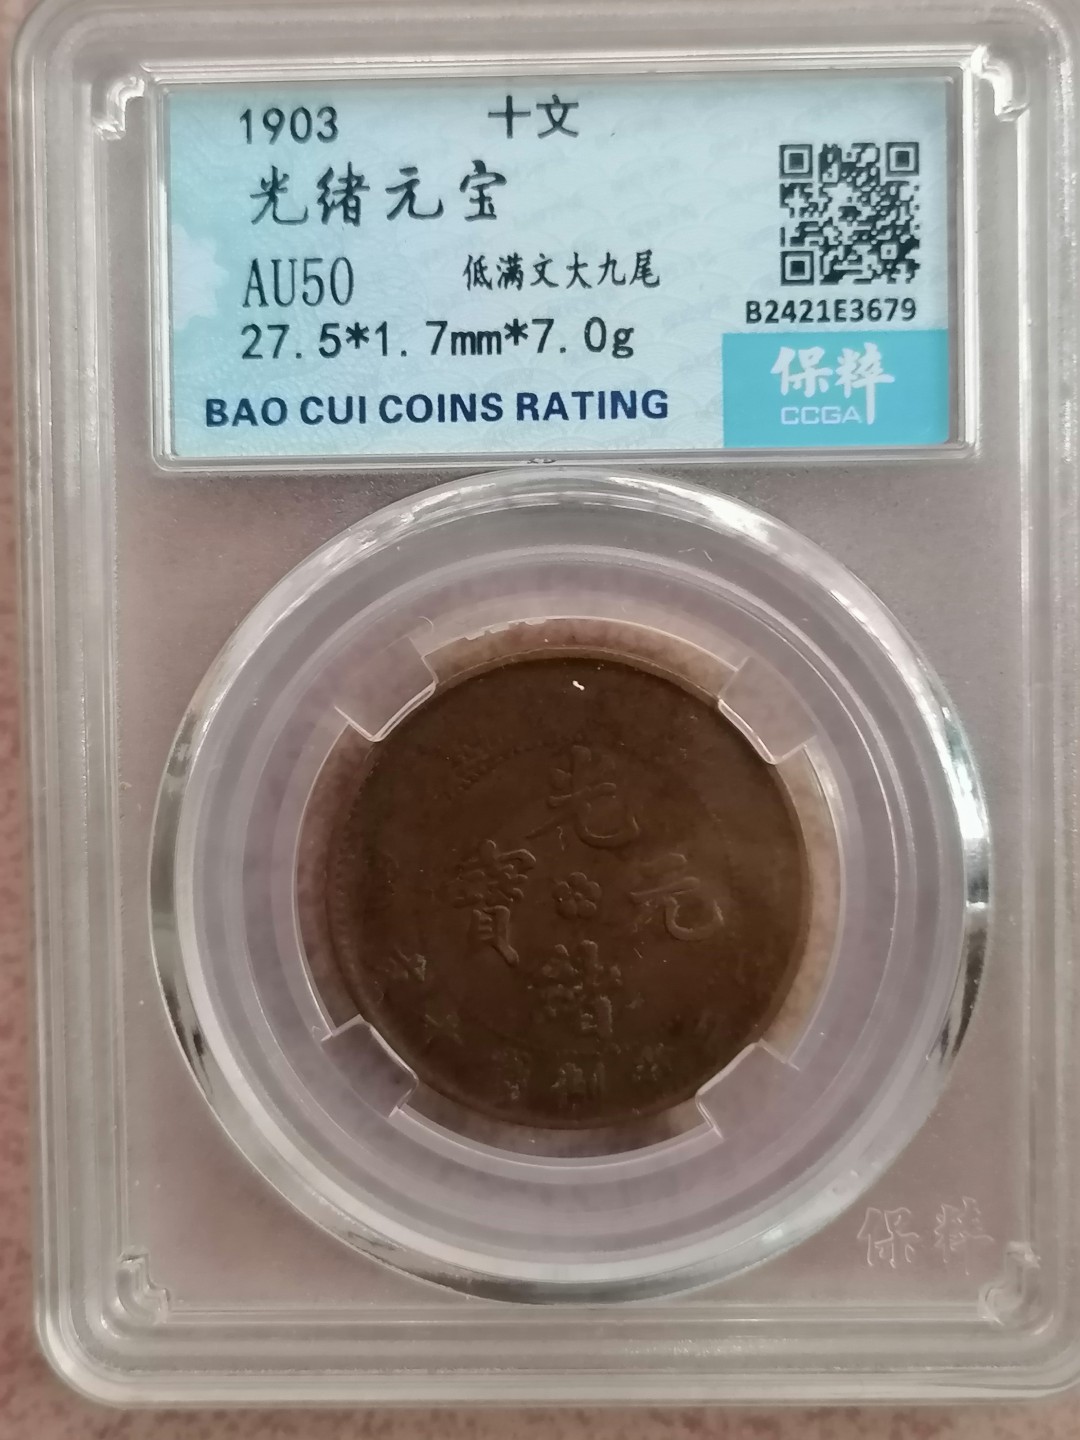 1903 十文
光绪元宝
AU50 低满文大九尾
27.5*1.7mm*7.0g
B2421E3679
BAO CUI COINS RATING
保粹
CCGA
光
寶 元
緒
保粹